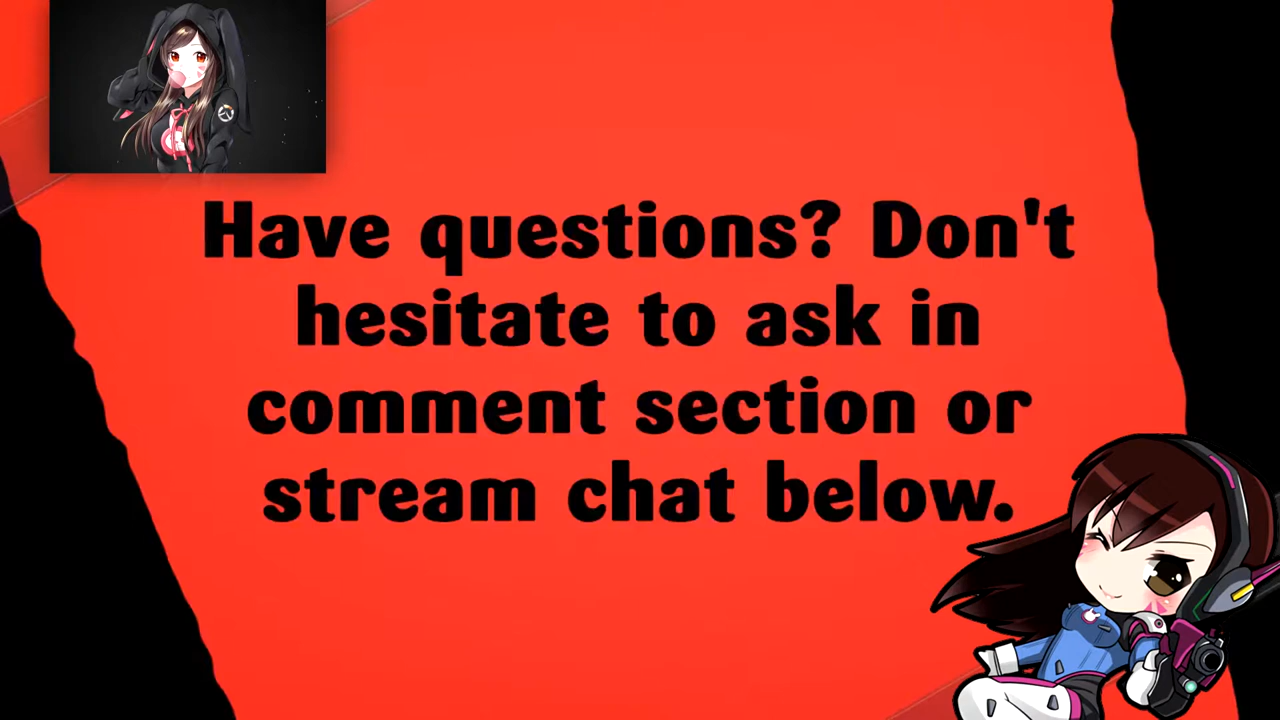 Have questions? Don't
hesitate to ask in
comment section or
stream chat below.